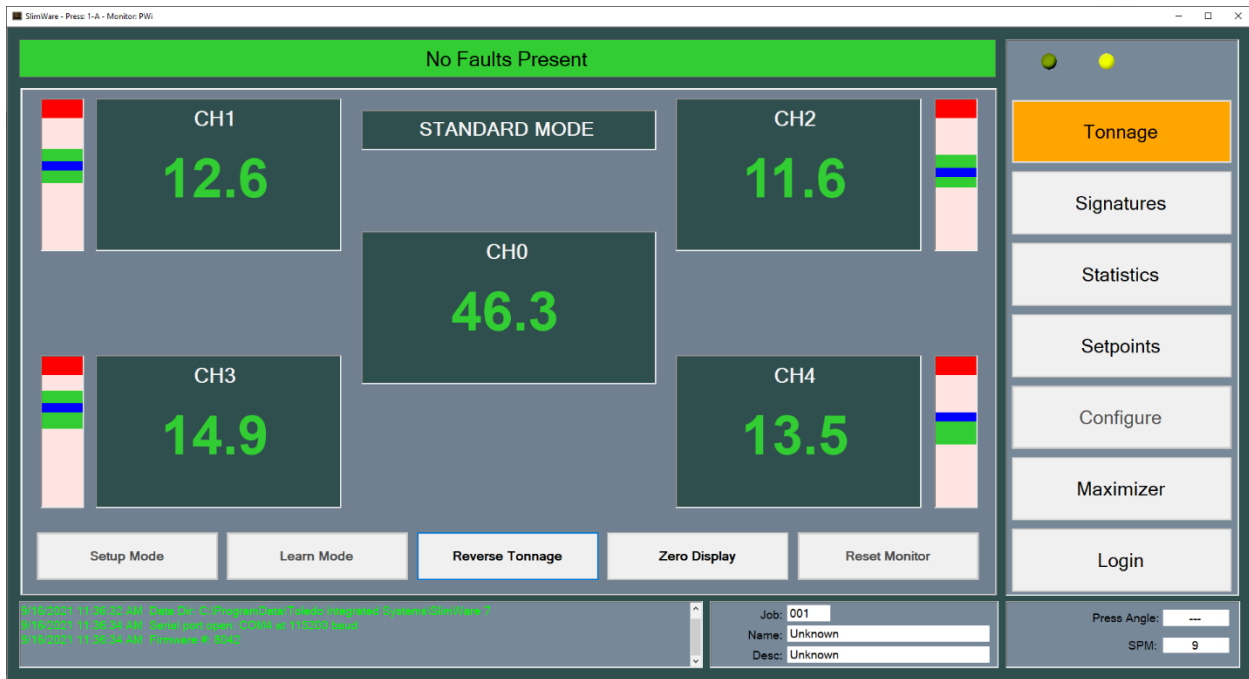 SlimWare - Press: 1-A - Monitor: PWi
No Faults Present
CH1
12.6
STANDARD MODE
CH2
11.6
CH0
46.3
CH3
14.9
CH4
13.5
Setup Mode
Learn Mode
Reverse Tonnage
Zero Display
Reset Monitor
Tonnage
Signatures
Statistics
Setpoints
Configure
Maximizer
Login
9/16/2021 11:36:32 AM Data Dir: C:\ProgramData\Toledo Integrated Systems\SlimWare 7
9/16/2021 11:36:34 AM Serial port open: COM4 at 115200 baud
9/16/2021 11:36:34 AM Firmware #: 5042
Job: 001
Name: Unknown
Desc: Unknown
Press Angle: ---
SPM: 9